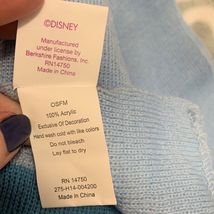 ©DISNEY
Manufactured
under license by
Berkshire Fashions, Inc.
RN 14750
Made in China
OSFM
100% Acrylic
Exclusive Of Decoration
Hand wash cold with like colors
Do not bleach.
Lay flat to dry
RN 14750
275-H14-004200
Made in China